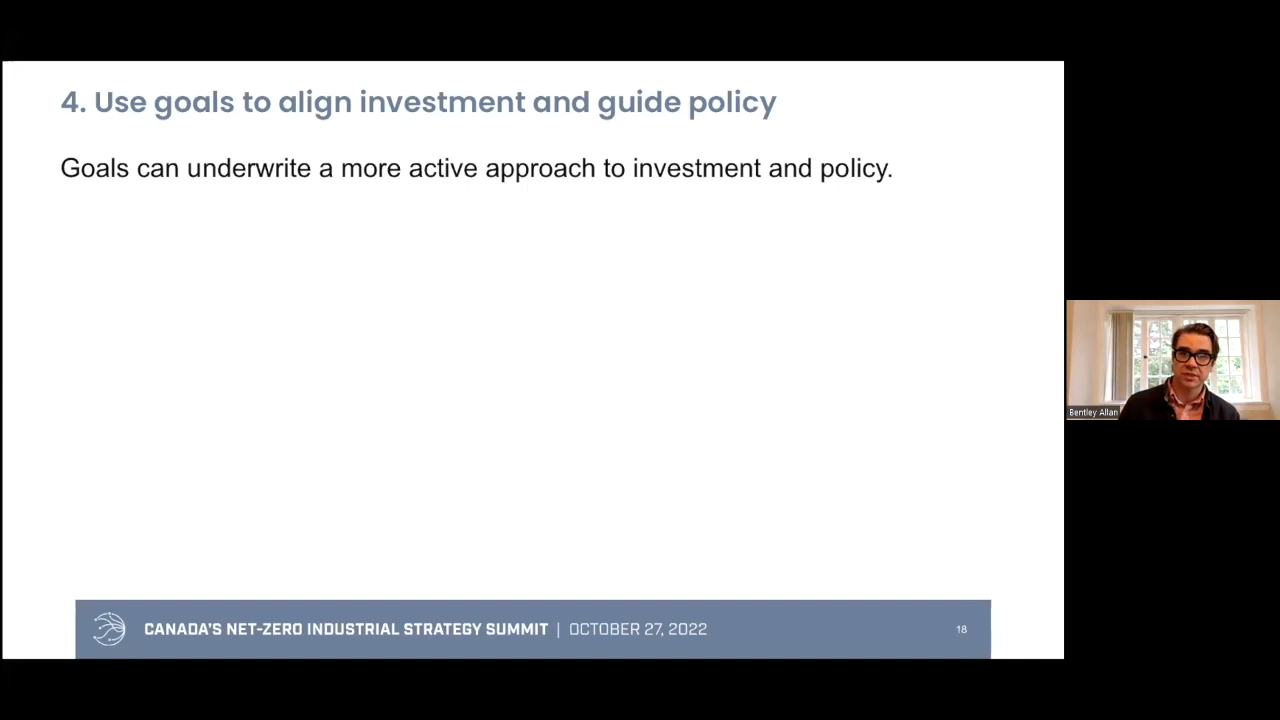 4. Use goals to align investment and guide policy
Goals can underwrite a more active approach to investment and policy.
Bentley Allan
CANADA'S NET-ZERO INDUSTRIAL STRATEGY SUMMIT | OCTOBER 27, 2022
18